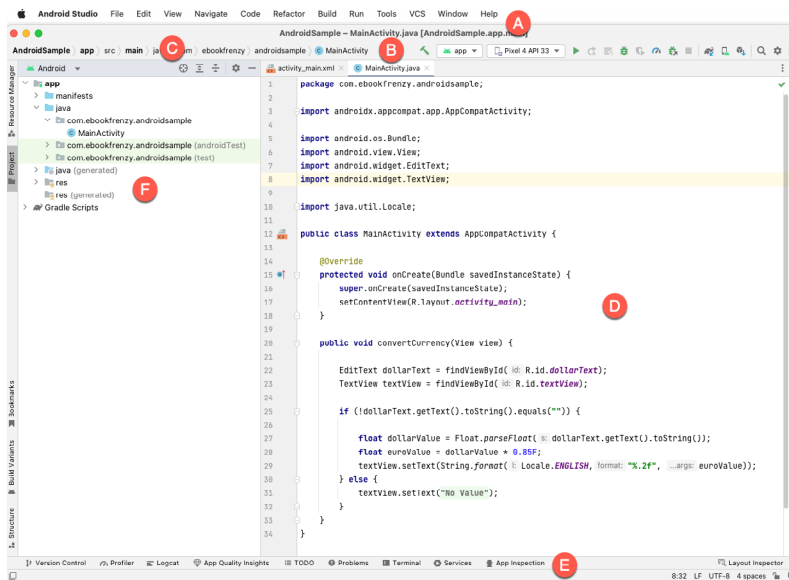 Android Studio File Edit View Navigate Code Refactor Build Run Tools VCS Window Help
A
AndroidSample – MainActivity.java [AndroidSample.app.main]
AndroidSample › app › src › main › ja om › ebookfrenzy › androidsample › MainActivity
C
B
app
Pixel 4 API 33
Android
activity_main.xml
MainActivity.java
Resource Manager
Project
Bookmarks
Build Variants
Structure
app
manifests
java
com.ebookfrenzy.androidsample
MainActivity
com.ebookfrenzy.androidsample (androidTest)
com.ebookfrenzy.androidsample (test)
java (generated)
res
res (generated)
Gradle Scripts
F
1 package com.ebookfrenzy.androidsample;
2
3 import androidx.appcompat.app.AppCompatActivity;
4
5 import android.os.Bundle;
6 import android.view.View;
7 import android.widget.EditText;
8 import android.widget.TextView;
9
10 import java.util.Locale;
11
12 public class MainActivity extends AppCompatActivity {
13
14 @Override
15 protected void onCreate(Bundle savedInstanceState) {
16 super.onCreate(savedInstanceState);
17 setContentView(R.layout.activity_main);
18 }
19
20 public void convertCurrency(View view) {
21
22 EditText dollarText = findViewById( id: R.id.dollarText);
23 TextView textView = findViewById( id: R.id.textView);
24
25 if (!dollarText.getText().toString().equals("")) {
26
27 float dollarValue = Float.parseFloat( s: dollarText.getText().toString());
28 float euroValue = dollarValue * 0.85F;
29 textView.setText(String.format( l: Locale.ENGLISH, format: "%.2f", ...args: euroValue));
30 } else {
31 textView.setText("No Value");
32 }
33 }
34 }
D
Version Control Profiler Logcat App Quality Insights TODO Problems Terminal Services App Inspection Layout Inspector
E
8:32 LF UTF-8 4 spaces